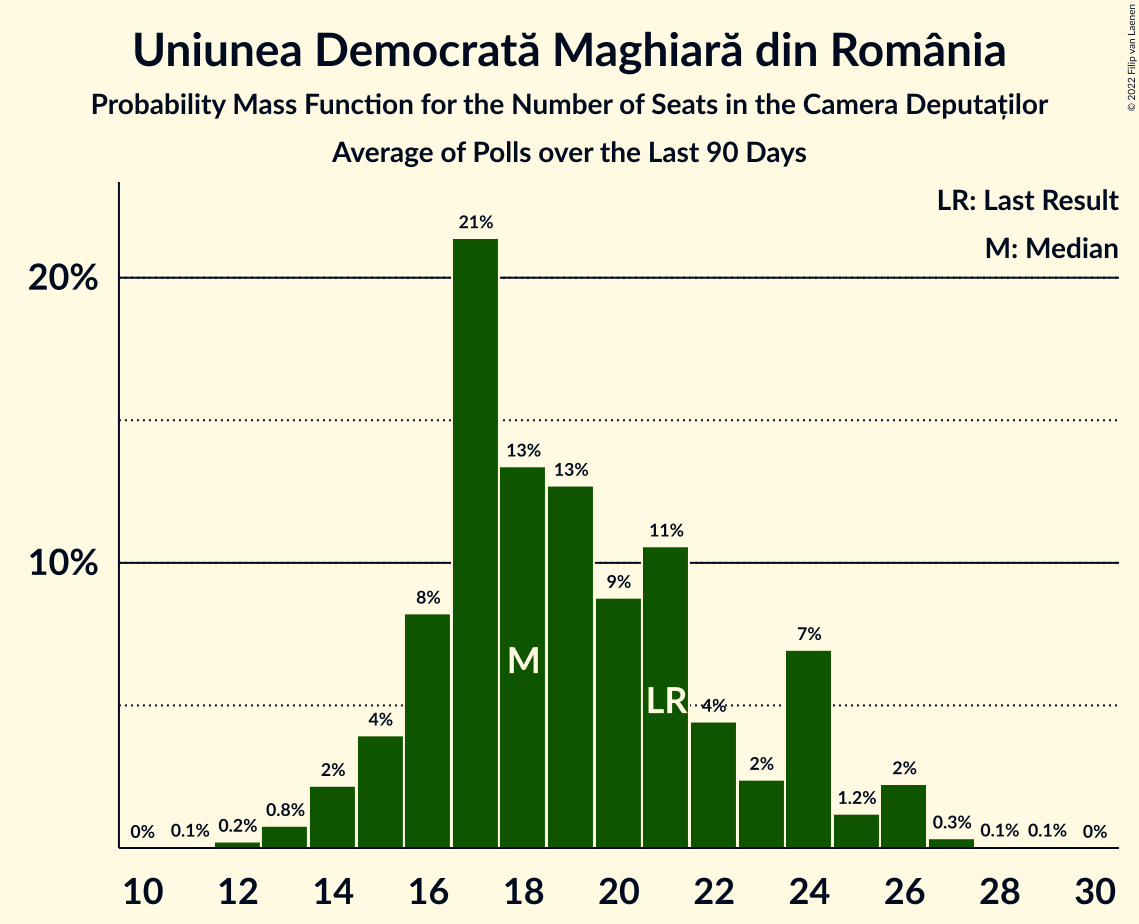 Uniunea Democrată Maghiară din România
Probability Mass Function for the Number of Seats in the Camera Deputaților
Average of Polls over the Last 90 Days
© 2022 Filip van Laenen
LR: Last Result
M: Median
20%
10%
0%
0.1%
0.2%
0.8%
2%
4%
8%
21%
13%
13%
9%
11%
4%
2%
7%
1.2%
2%
0.3%
0.1%
0.1%
0%
M
LR
10 12 14 16 18 20 22 24 26 28 30